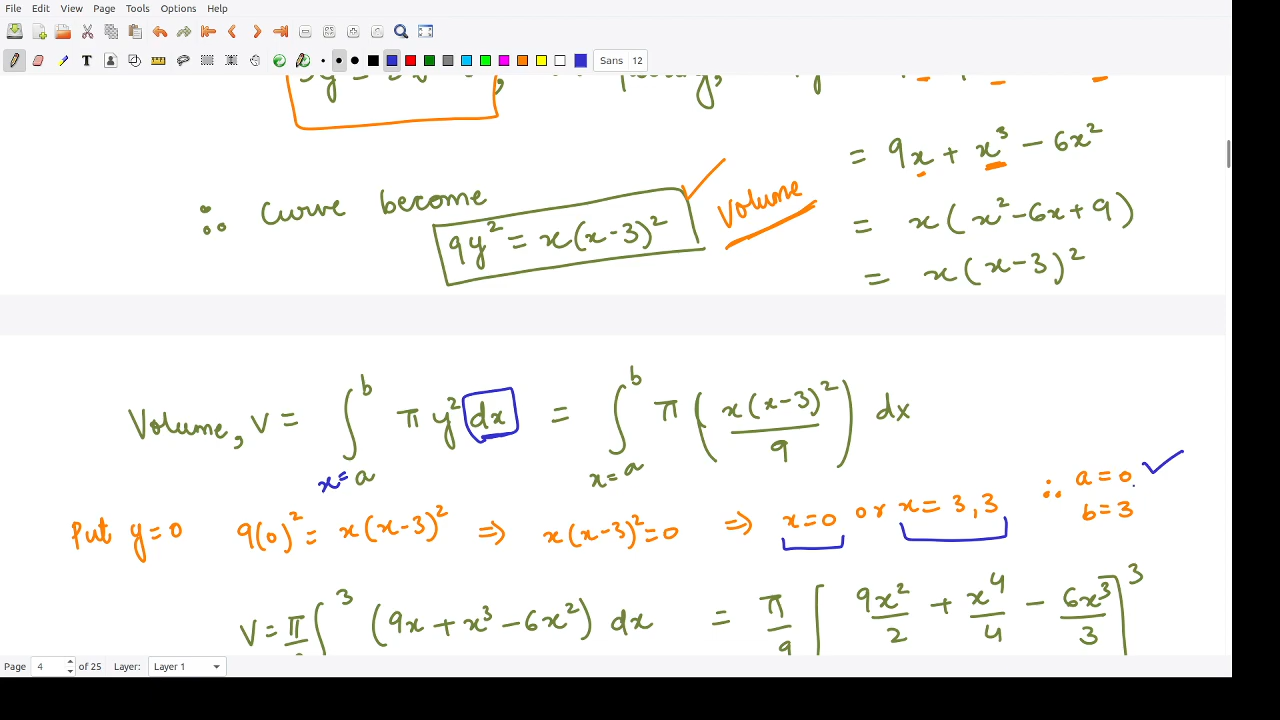 File Edit View Page Tools Options Help
T Sans 12
= 9x + x³ - 6x²
∴ Curve become
9y² = x(x-3)² Volume
= x(x²-6x+9)
= x(x-3)²
Volume, V = ∫_{x=a}^{b} π y² dx = ∫_{x=a}^{b} π (x(x-3)²/9) dx
Put y=0 9(0)² = x(x-3)² ⇒ x(x-3)²=0 ⇒ x=0 or x=3,3 ∴ a=0
b=3
V = π ∫ ³ (9x + x³ - 6x²) dx = π/9 [ 9x²/2 + x⁴/4 - 6x³/3 ]³
Page 4 of 25 Layer: Layer 1